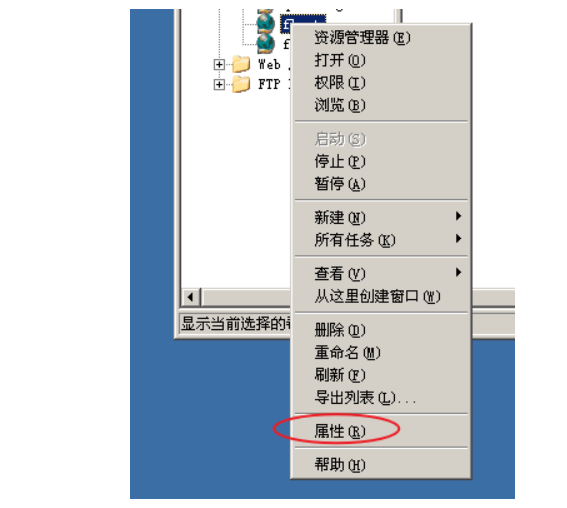 资源管理器(E)
打开(O)
权限(I)
浏览(B)
启动(S)
停止(P)
暂停(A)
新建(N)
所有任务(K)
查看(V)
从这里创建窗口(W)
删除(D)
重命名(M)
刷新(F)
导出列表(L)...
属性(R)
帮助(H)
Web
FTP
显示当前选择的